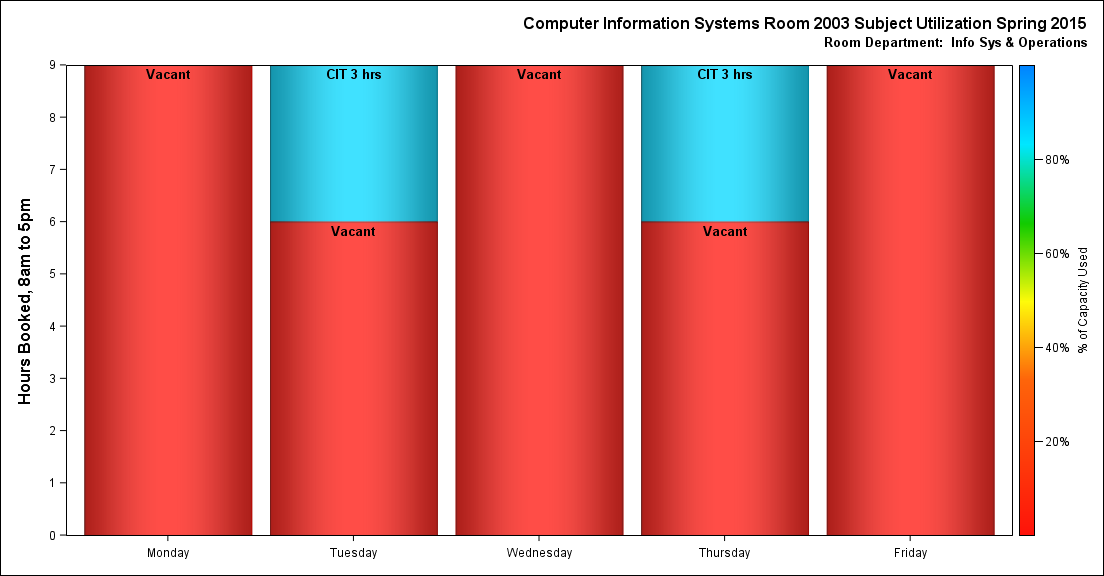 Computer Information Systems Room 2003 Subject Utilization Spring 2015
Room Department:  Info Sys & Operations
Hours Booked, 8am to 5pm
9
8
7
6
5
4
3
2
1
0
Vacant
CIT 3 hrs
Vacant
CIT 3 hrs
Vacant
Vacant
Vacant
Monday
Tuesday
Wednesday
Thursday
Friday
80%
60%
40%
20%
% of Capacity Used